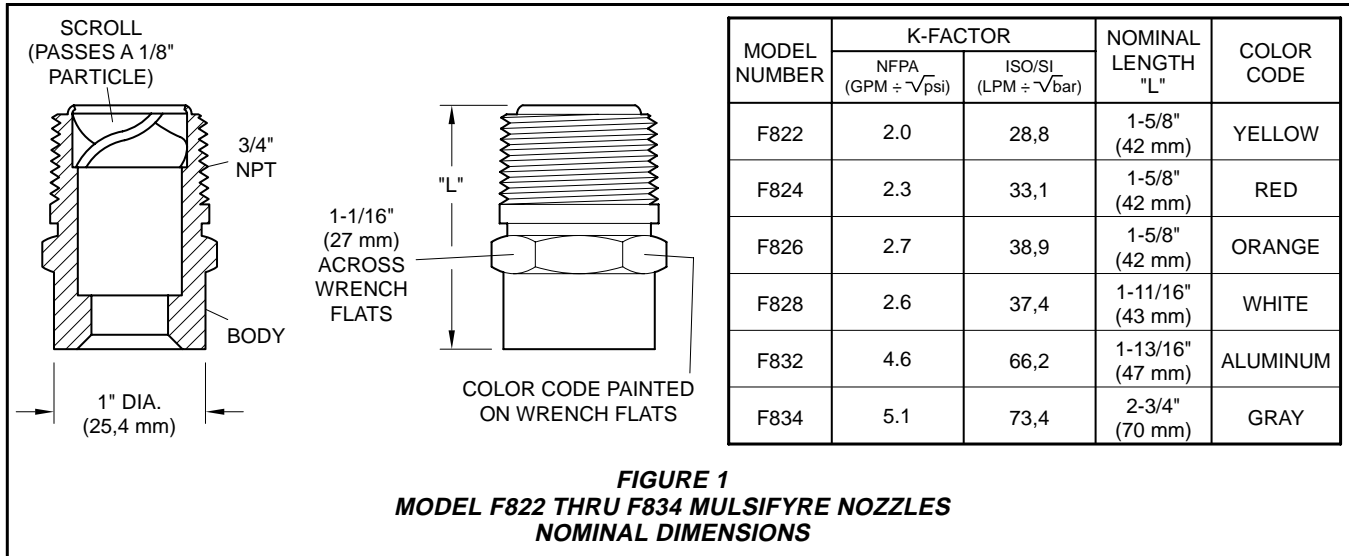 SCROLL
(PASSES A 1/8"
PARTICLE)
3/4"
NPT
BODY
1" DIA.
(25,4 mm)
"L"
1-1/16"
(27 mm)
ACROSS
WRENCH
FLATS
COLOR CODE PAINTED
ON WRENCH FLATS
MODEL
NUMBER
K-FACTOR
NFPA
(GPM ÷ √psi)
ISO/SI
(LPM ÷ √bar)
NOMINAL
LENGTH
"L"
COLOR
CODE
F822 2.0 28,8 1-5/8" (42 mm) YELLOW
F824 2.3 33,1 1-5/8" (42 mm) RED
F826 2.7 38,9 1-5/8" (42 mm) ORANGE
F828 2.6 37,4 1-11/16" (43 mm) WHITE
F832 4.6 66,2 1-13/16" (47 mm) ALUMINUM
F834 5.1 73,4 2-3/4" (70 mm) GRAY
FIGURE 1
MODEL F822 THRU F834 MULSIFYRE NOZZLES
NOMINAL DIMENSIONS